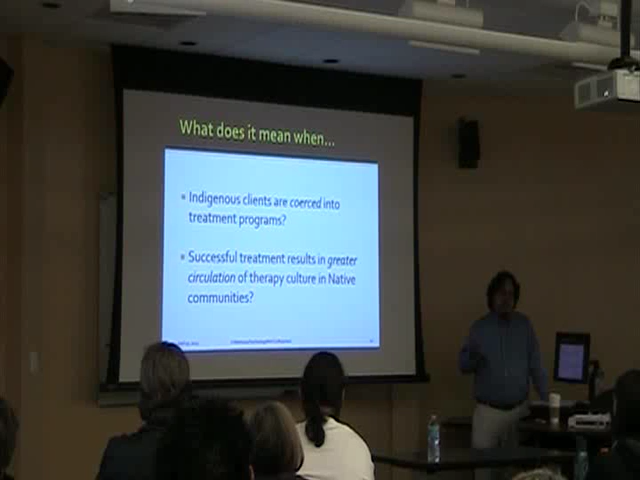 What does it mean when...
Indigenous clients are coerced into
treatment programs?
Successful treatment results in greater
circulation of therapy culture in Native
communities?